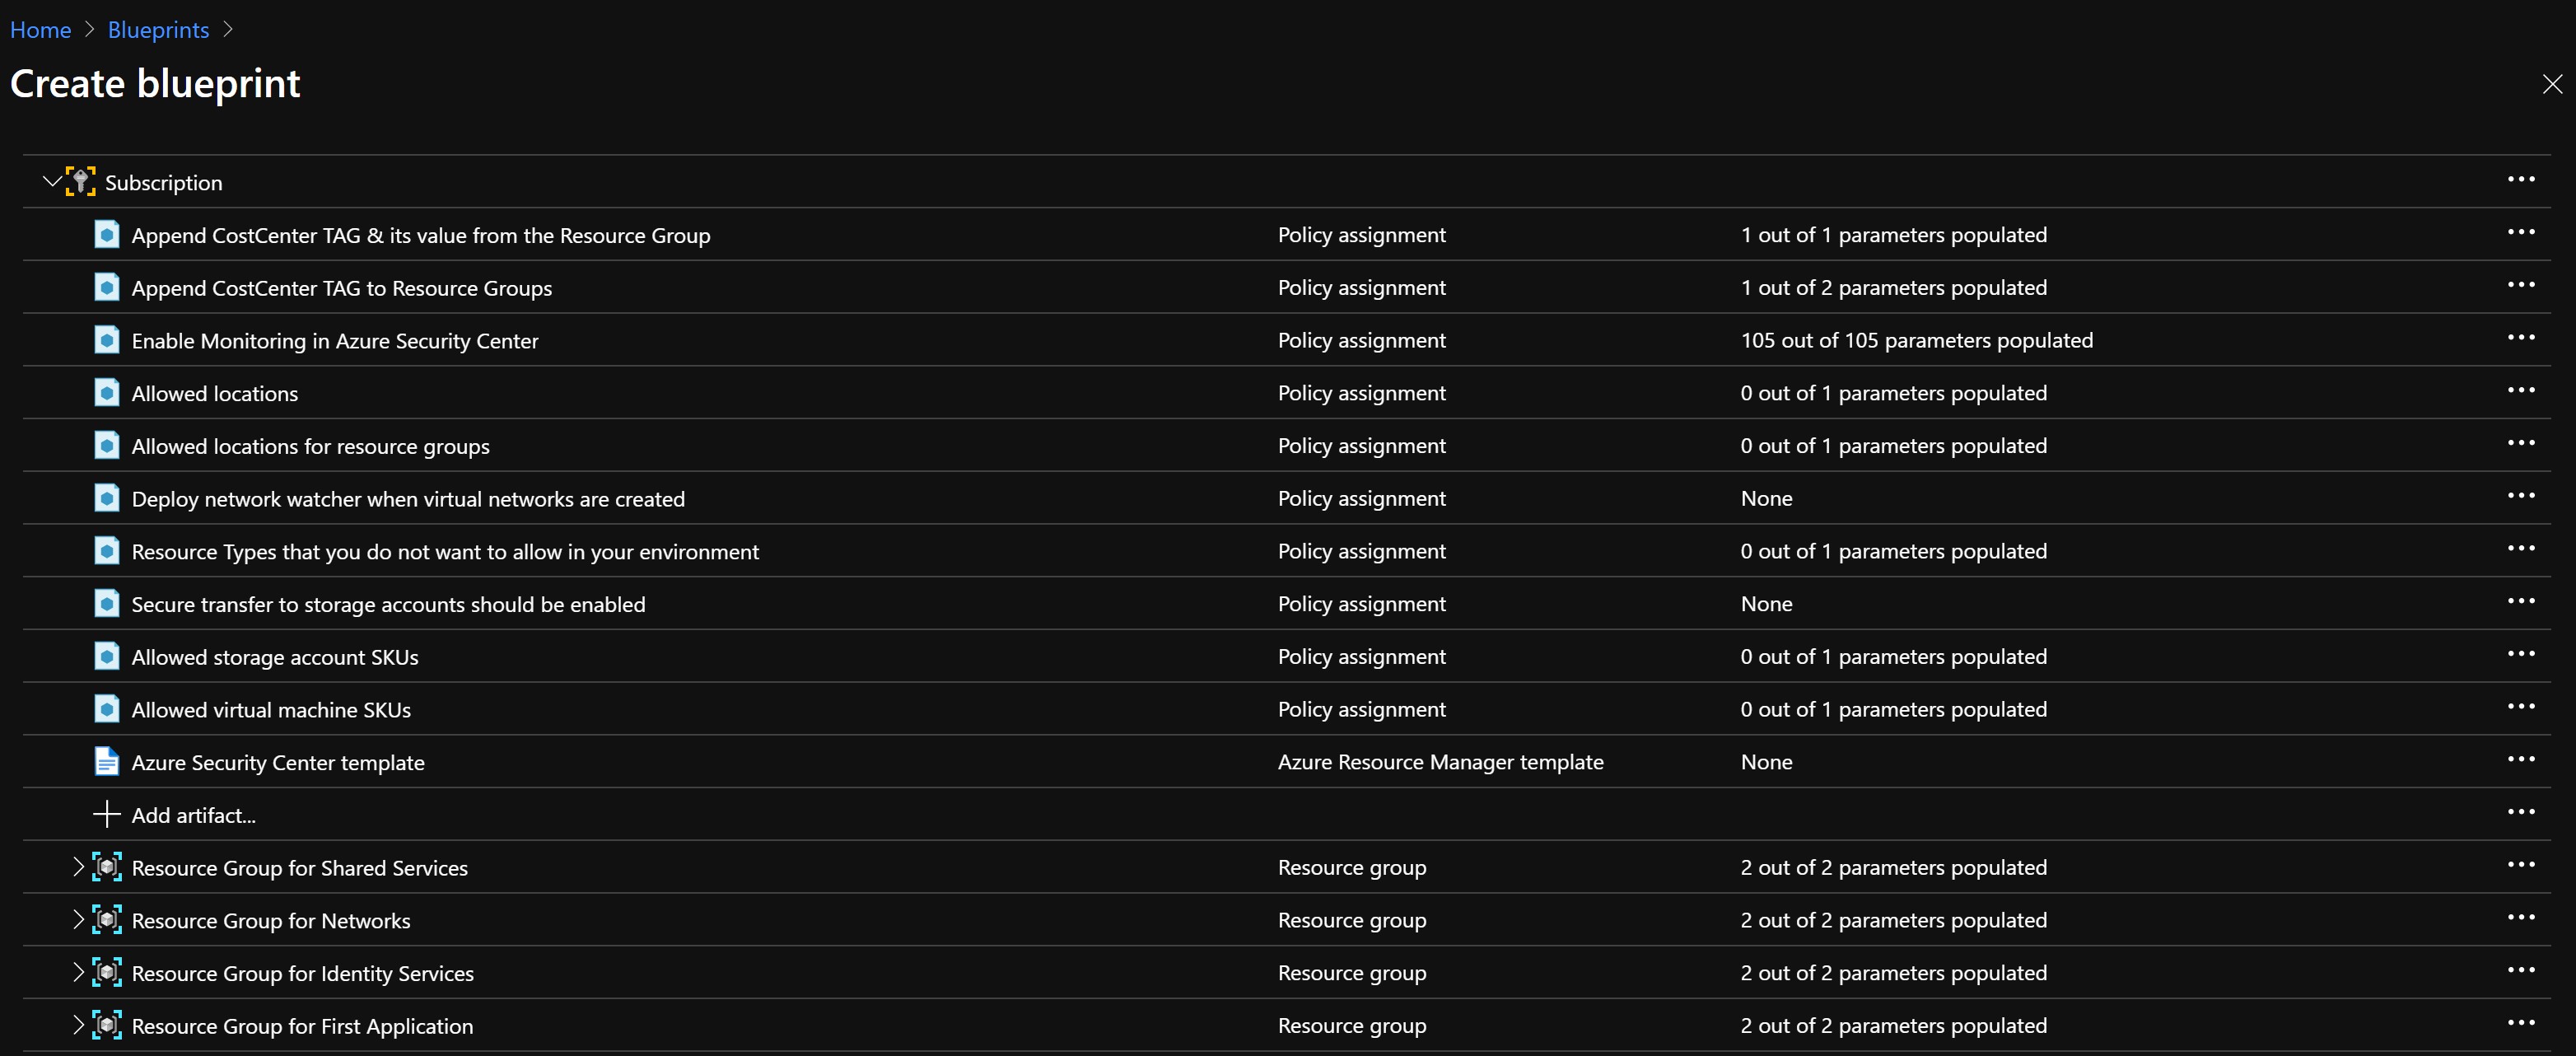 Home > Blueprints >
Create blueprint
Subscription
Append CostCenter TAG & its value from the Resource Group Policy assignment 1 out of 1 parameters populated
Append CostCenter TAG to Resource Groups Policy assignment 1 out of 2 parameters populated
Enable Monitoring in Azure Security Center Policy assignment 105 out of 105 parameters populated
Allowed locations Policy assignment 0 out of 1 parameters populated
Allowed locations for resource groups Policy assignment 0 out of 1 parameters populated
Deploy network watcher when virtual networks are created Policy assignment None
Resource Types that you do not want to allow in your environment Policy assignment 0 out of 1 parameters populated
Secure transfer to storage accounts should be enabled Policy assignment None
Allowed storage account SKUs Policy assignment 0 out of 1 parameters populated
Allowed virtual machine SKUs Policy assignment 0 out of 1 parameters populated
Azure Security Center template Azure Resource Manager template None
Add artifact...
Resource Group for Shared Services Resource group 2 out of 2 parameters populated
Resource Group for Networks Resource group 2 out of 2 parameters populated
Resource Group for Identity Services Resource group 2 out of 2 parameters populated
Resource Group for First Application Resource group 2 out of 2 parameters populated